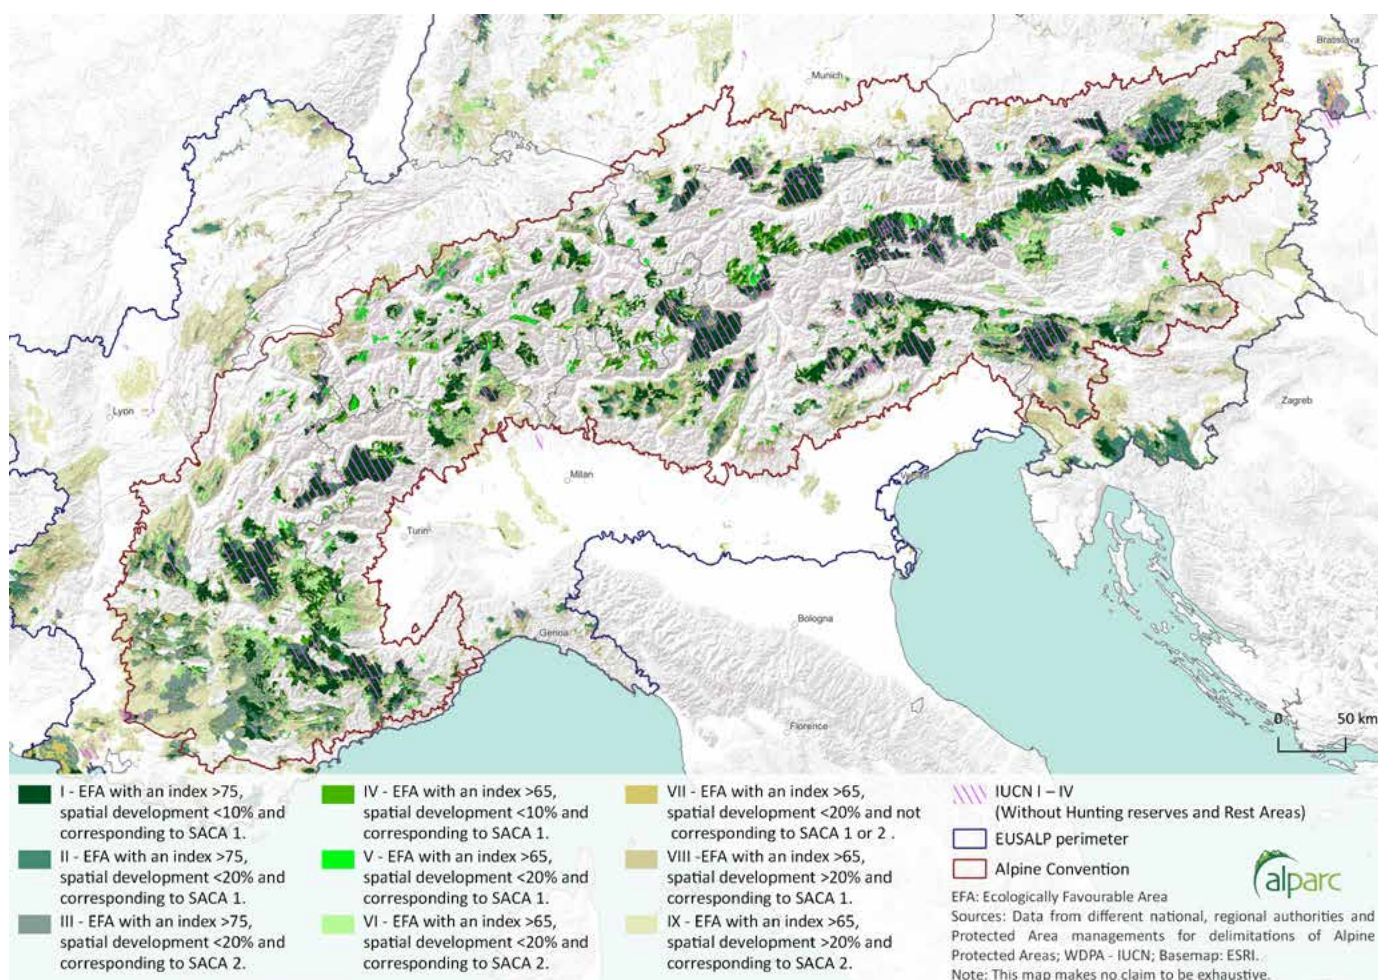 Vienna
Bratislava
Munich
Lyon
Zagreb
Milan
Venice
Turin
Genoa
Bologna
Florence
0 50 km
I - EFA with an index >75,
spatial development <10% and
corresponding to SACA 1.
II - EFA with an index >75,
spatial development <20% and
corresponding to SACA 1.
III - EFA with an index >75,
spatial development <20% and
corresponding to SACA 2.
IV - EFA with an index >65,
spatial development <10% and
corresponding to SACA 1.
V - EFA with an index >65,
spatial development <20% and
corresponding to SACA 1.
VI - EFA with an index >65,
spatial development <20% and
corresponding to SACA 2.
VII - EFA with an index >65,
spatial development <20% and not
corresponding to SACA 1 or 2 .
VIII -EFA with an index >65,
spatial development >20% and
corresponding to SACA 1.
IX - EFA with an index >65,
spatial development >20% and
corresponding to SACA 2.
IUCN I – IV
(Without Hunting reserves and Rest Areas)
EUSALP perimeter
Alpine Convention
alparc
EFA: Ecologically Favourable Area
Sources: Data from different national, regional authorities and
Protected Area managements for delimitations of Alpine
Protected Areas; WDPA - IUCN; Basemap: ESRI.
Note: This map makes no claim to be exhaustive.